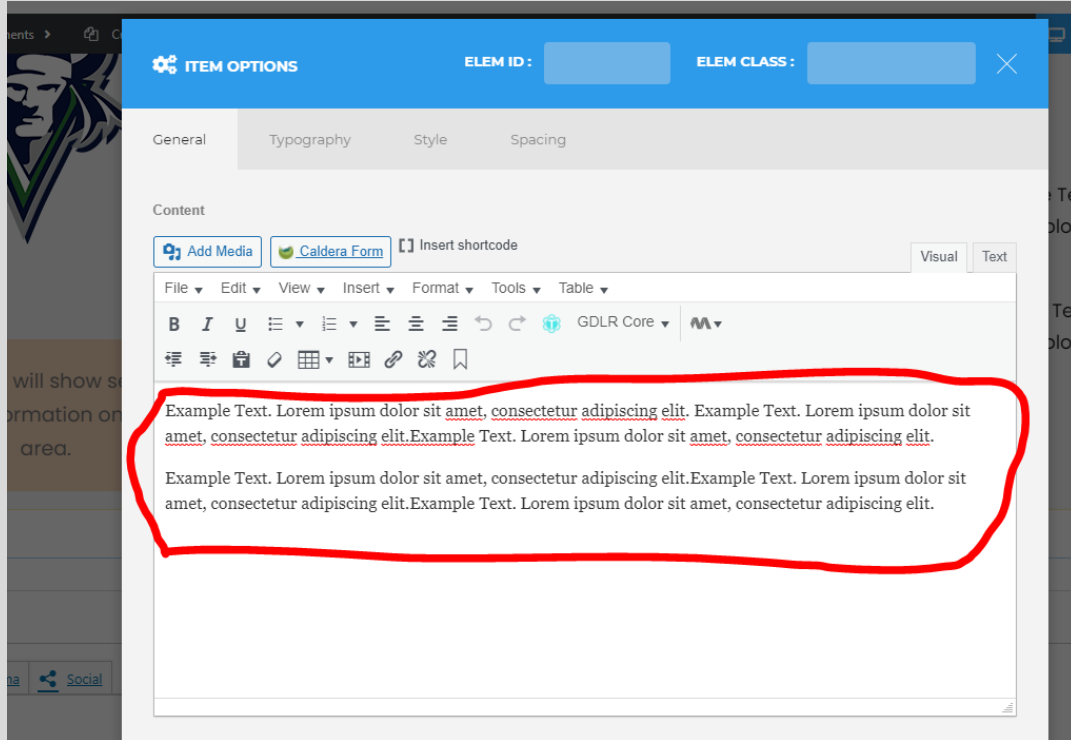 ments
ITEM OPTIONS
ELEM ID :
ELEM CLASS :
General
Typography
Style
Spacing
Content
Add Media
Caldera Form
[ ] Insert shortcode
Visual
Text
File
Edit
View
Insert
Format
Tools
Table
B I U
GDLR Core
will show
ormation on
area.
Example Text. Lorem ipsum dolor sit amet, consectetur adipiscing elit. Example Text. Lorem ipsum dolor sit
amet, consectetur adipiscing elit.Example Text. Lorem ipsum dolor sit amet, consectetur adipiscing elit.
Example Text. Lorem ipsum dolor sit amet, consectetur adipiscing elit.Example Text. Lorem ipsum dolor sit
amet, consectetur adipiscing elit.Example Text. Lorem ipsum dolor sit amet, consectetur adipiscing elit.
Social